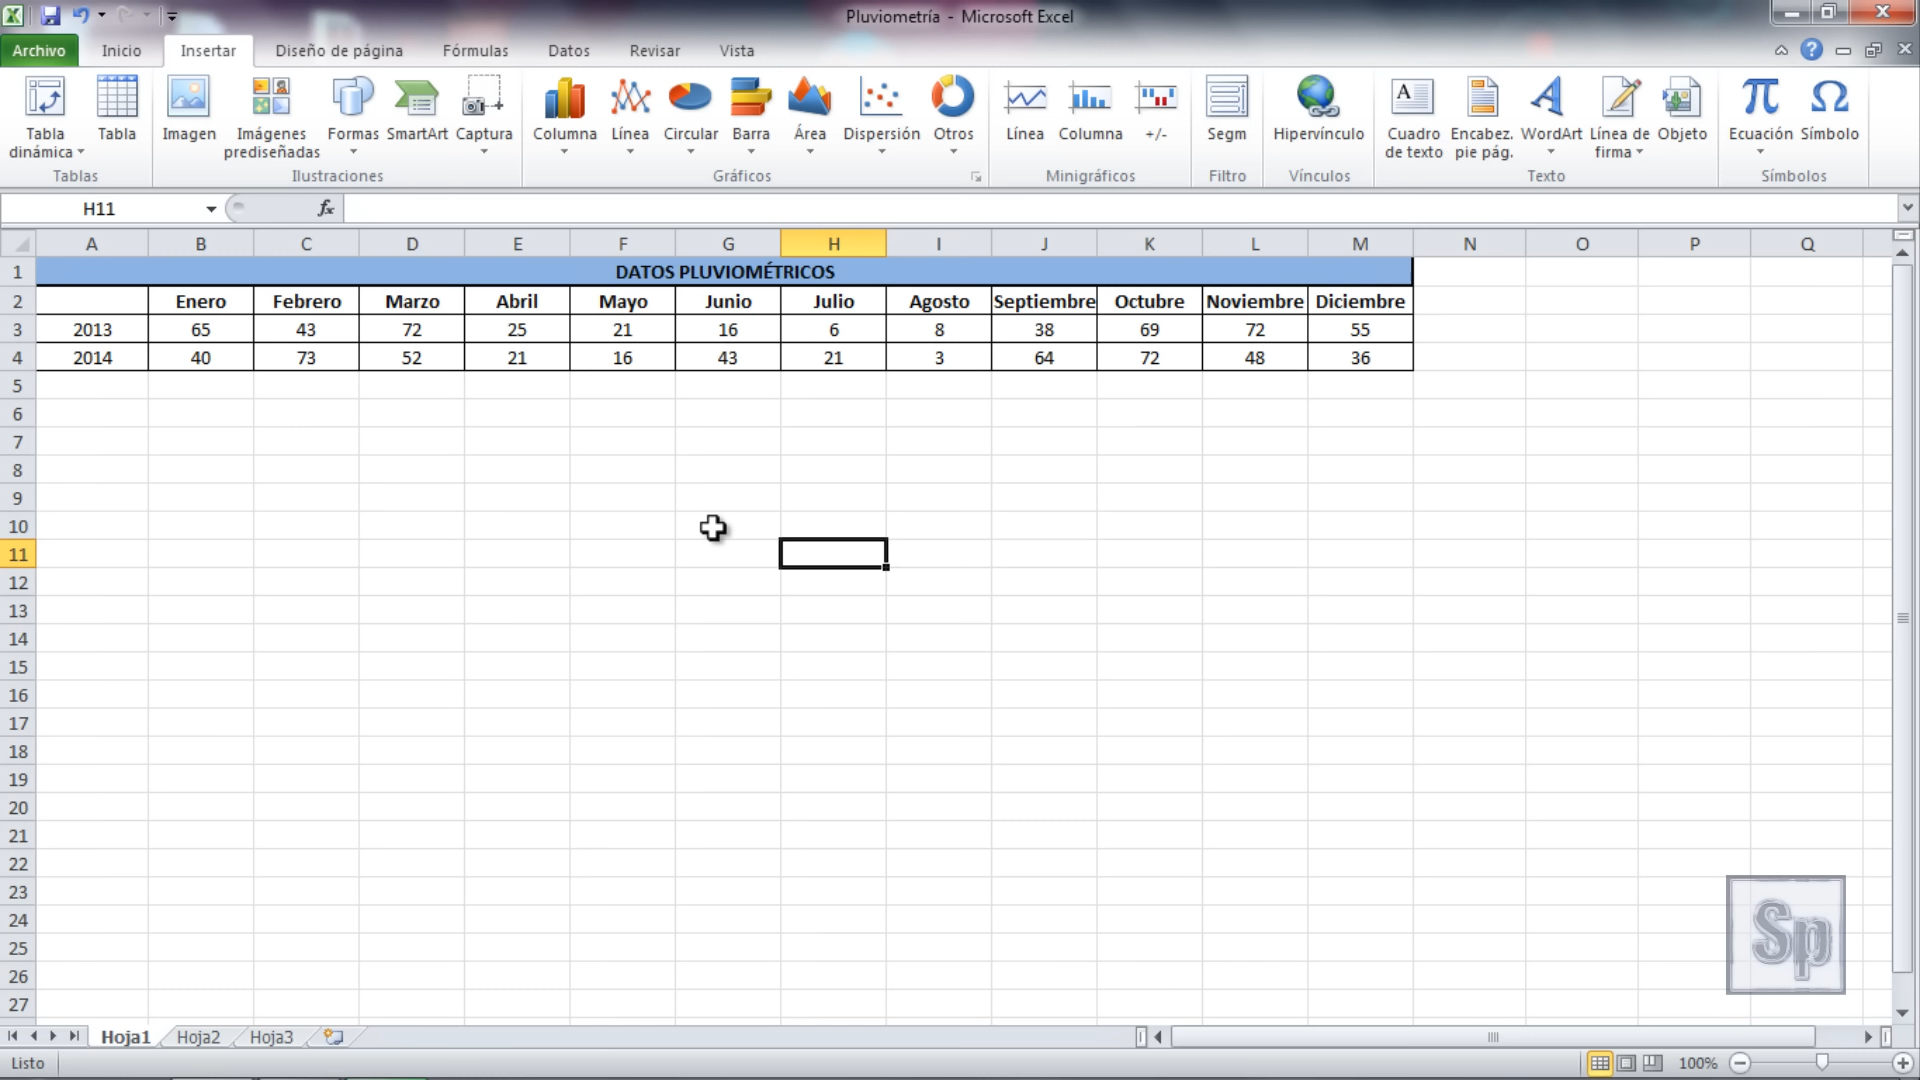 Pluviometría - Microsoft Excel
Archivo Inicio Insertar Diseño de página Fórmulas Datos Revisar Vista
Tabla dinámica Tabla Imagen Imágenes prediseñadas Formas SmartArt Captura Columna Línea Circular Barra Área Dispersión Otros Línea Columna +/- Segm Hipervínculo Cuadro de texto Encabez. pie pág. WordArt Línea de firma Objeto Ecuación Símbolo
Tablas Ilustraciones Gráficos Minigráficos Filtro Vínculos Texto Símbolos
H11 fx
A B C D E F G H I J K L M N O P Q
1 DATOS PLUVIOMÉTRICOS
2 Enero Febrero Marzo Abril Mayo Junio Julio Agosto Septiembre Octubre Noviembre Diciembre
3 2013 65 43 72 25 21 16 6 8 38 69 72 55
4 2014 40 73 52 21 16 43 21 3 64 72 48 36
5
6
7
8
9
10
11
12
13
14
15
16
17
18
19
20
21
22
23
24
25
26
27
Sp
Hoja1 Hoja2 Hoja3
Listo 100%